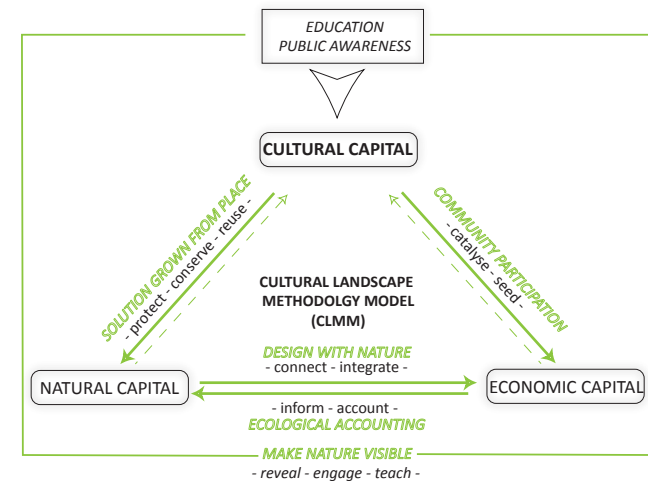 EDUCATION
PUBLIC AWARENESS
CULTURAL CAPITAL
SOLUTION GROWN FROM PLACE
- protect - conserve - reuse -
COMMUNITY PARTICIPATION
- catalyse - seed -
CULTURAL LANDSCAPE
METHODOLGY MODEL
(CLMM)
DESIGN WITH NATURE
- connect - integrate -
NATURAL CAPITAL
ECONOMIC CAPITAL
- inform - account -
ECOLOGICAL ACCOUNTING
MAKE NATURE VISIBLE
- reveal - engage - teach -